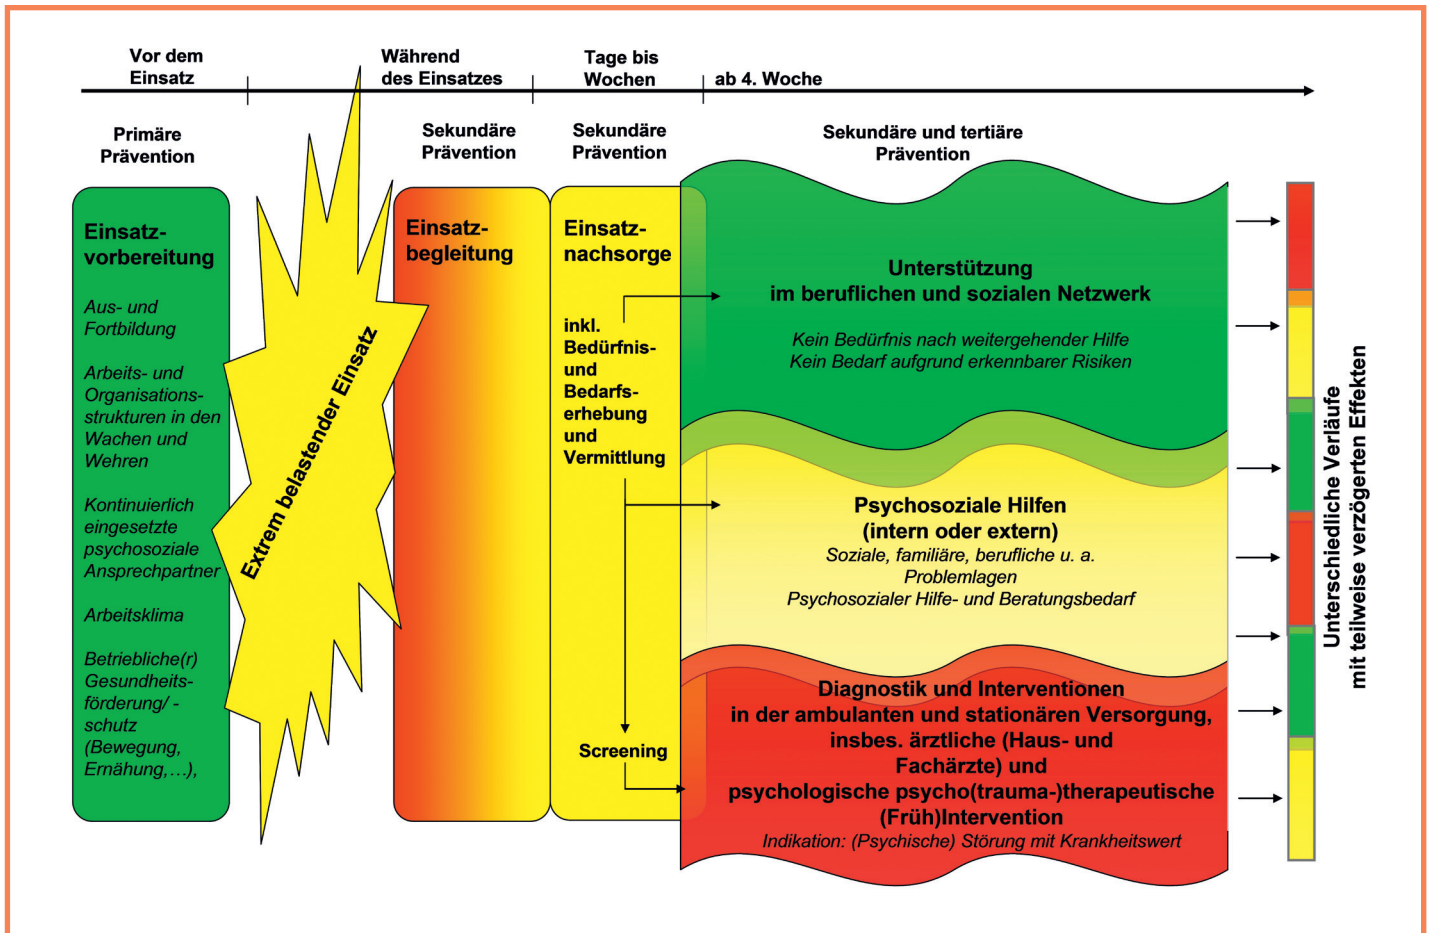 Vor dem
Einsatz
Während
des Einsatzes
Tage bis
Wochen
ab 4. Woche
Primäre
Prävention
Sekundäre
Prävention
Sekundäre
Prävention
Sekundäre und tertiäre
Prävention
Einsatz-
vorbereitung
Aus- und
Fortbildung
Arbeits- und
Organisations-
strukturen in den
Wachen und
Wehren
Kontinuierlich
eingesetzte
psychosoziale
Ansprechpartner
Arbeitsklima
Betriebliche(r)
Gesundheits-
förderung/ -
schutz
(Bewegung,
Ernähung,…),
Extrem belastender Einsatz
Einsatz-
begleitung
Einsatz-
nachsorge
inkl.
Bedürfnis-
und
Bedarfs-
erhebung
und
Vermittlung
Screening
Unterstützung
im beruflichen und sozialen Netzwerk
Kein Bedürfnis nach weitergehender Hilfe
Kein Bedarf aufgrund erkennbarer Risiken
Psychosoziale Hilfen
(intern oder extern)
Soziale, familiäre, berufliche u. a.
Problemlagen
Psychosozialer Hilfe- und Beratungsbedarf
Diagnostik und Interventionen
in der ambulanten und stationären Versorgung,
insbes. ärztliche (Haus- und
Fachärzte) und
psychologische psycho(trauma-)therapeutische
(Früh)Intervention
Indikation: (Psychische) Störung mit Krankheitswert
Unterschiedliche Verläufe
mit teilweise verzögerten Effekten